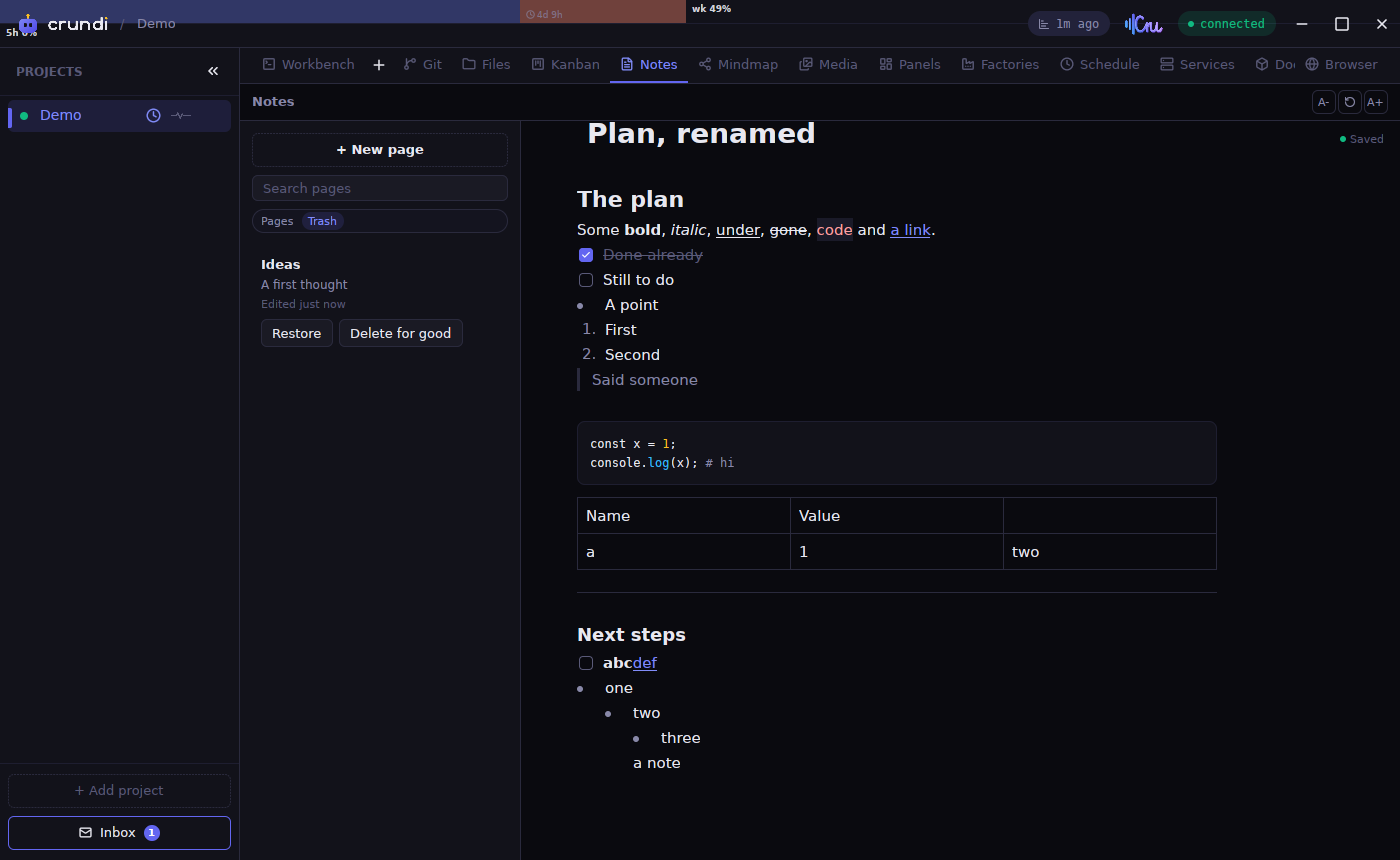 4d 9h
wk 49%
crundi / Demo
1m ago
connected
PROJECTS
Demo
Workbench
Git
Files
Kanban
Notes
Mindmap
Media
Panels
Factories
Schedule
Services
Browser
Notes
A-
A+
+ New page
Search pages
Pages
Trash
Ideas
A first thought
Edited just now
Restore
Delete for good
Plan, renamed
Saved
The plan
Some bold, italic, under, gone, code and a link.
Done already
Still to do
A point
1. First
2. Second
Said someone
const x = 1;
console.log(x); # hi
Name Value
a 1 two
Next steps
abcdef
one
two
three
a note
+ Add project
Inbox 1